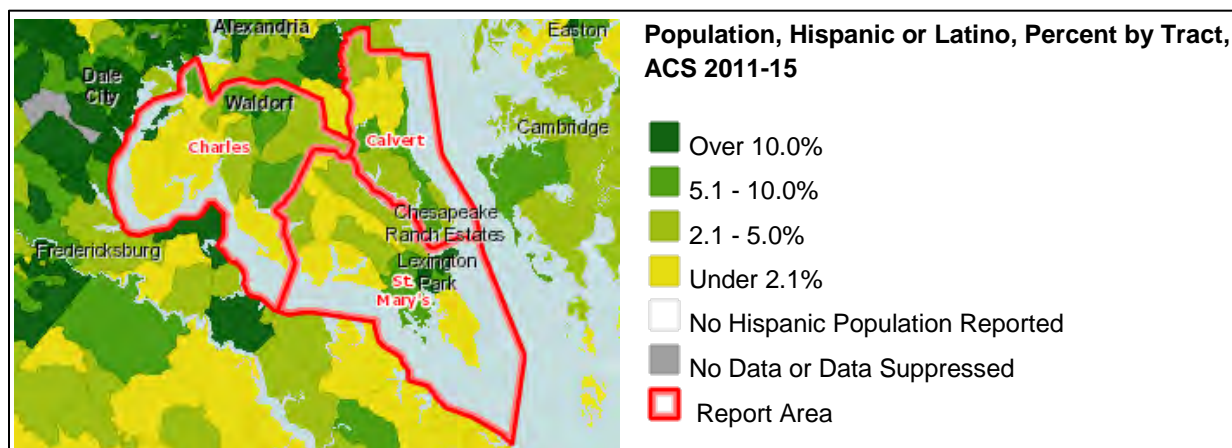 Alexandria
Easton
Dale
City
Waldorf
Cambridge
Charles
Calvert
Chesapeake
Ranch Estates
Fredericksburg
Lexington
Park
St.
Mary's
Population, Hispanic or Latino, Percent by Tract,
ACS 2011-15
Over 10.0%
5.1 - 10.0%
2.1 - 5.0%
Under 2.1%
No Hispanic Population Reported
No Data or Data Suppressed
Report Area